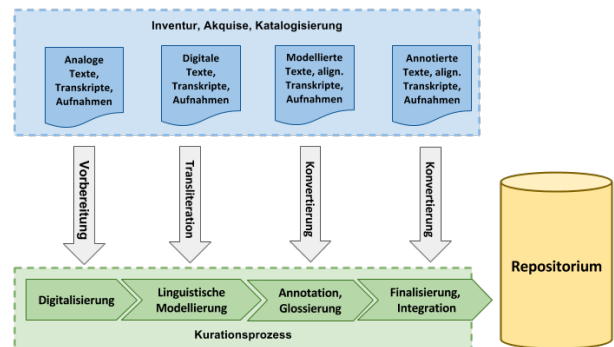 Inventur, Akquise, Katalogisierung
Analoge
Texte,
Transkripte,
Aufnahmen
Digitale
Texte,
Transkripte,
Aufnahmen
Modellierte
Texte, align.
Transkripte,
Aufnahmen
Annotierte
Texte, align.
Transkripte,
Aufnahmen
Vorbereitung
Transliteration
Konvertierung
Konvertierung
Repositorium
Digitalisierung
Linguistische
Modellierung
Annotation,
Glossierung
Finalisierung,
Integration
Kurationsprozess